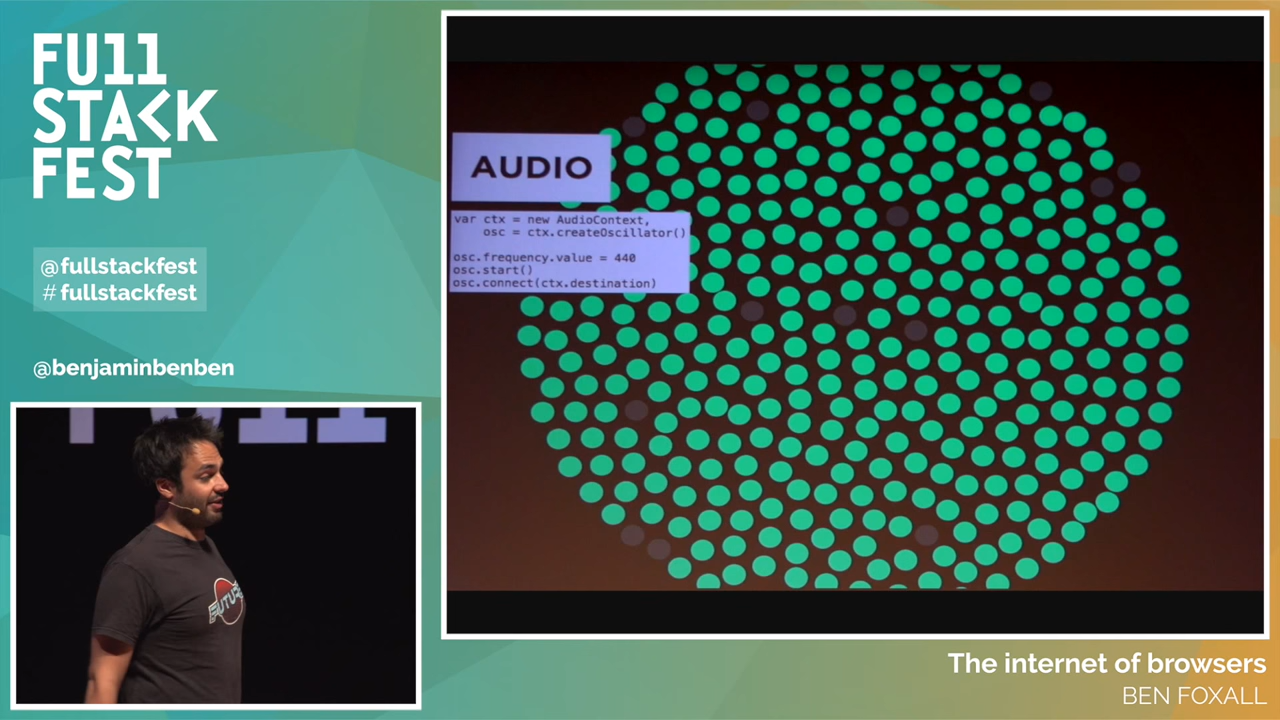 FU11
STACK
FEST
@fullstackfest
# fullstackfest
@benjaminbenben
AUDIO
var ctx = new AudioContext,
osc = ctx.createOscillator()
osc.frequency.value = 440
osc.start()
osc.connect(ctx.destination)
The internet of browsers
BEN FOXALL